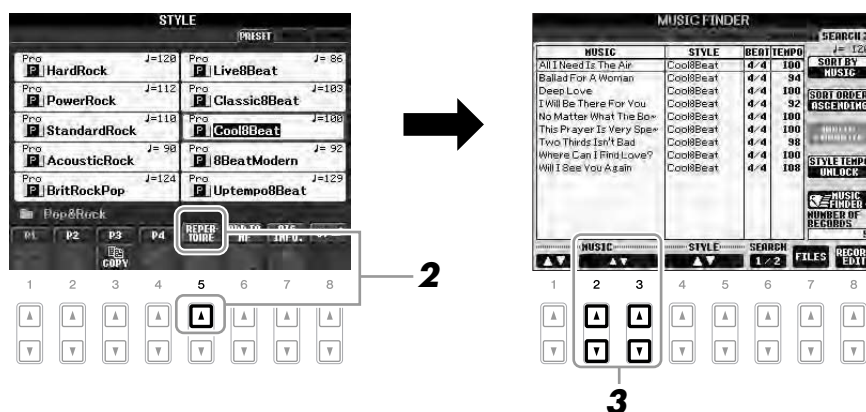 STYLE
PRESET
Pro ♩=128
P HardRock
Pro ♩= 86
P Live8Beat
Pro ♩=112
P PowerRock
Pro ♩=103
P Classic8Beat
Pro ♩=110
P StandardRock
Pro ♩=100
P Cool8Beat
Pro ♩= 90
P AcousticRock
Pro ♩= 92
P 8BeatModern
Pro ♩=124
P BritRockPop
Pro ♩=129
P Uptempo8Beat
Pop&Rock
P1 P2 P3 P4 REPER-TOIRE INFO.
COPY
1 2 3 4 5 6 7 8
2
MUSIC FINDER
MUSIC STYLE BEAT TEMPO
All I Need Is The Air Cool8Beat 4/4 100
Ballad For A Woman Cool8Beat 4/4 94
Deep Love Cool8Beat 4/4 100
I Will Be There For You Cool8Beat 4/4 92
No Matter What The Bo~ Cool8Beat 4/4 100
This Prayer Is Very Spe~ Cool8Beat 4/4 100
Two Thirds Isn't Bad Cool8Beat 4/4 98
Where Can I Find Love? Cool8Beat 4/4 100
Will I See You Again Cool8Beat 4/4 108
SEARCH
SORT BY
MUSIC
SORT ORDER
ASCENDING
STYLE TEMPO
UNLOCK
MUSIC
FINDER
NUMBER OF
RECORDS
MUSIC STYLE SEARCH
1/2 FILES RECOR EDIT
1 2 3 4 5 6 7 8
3